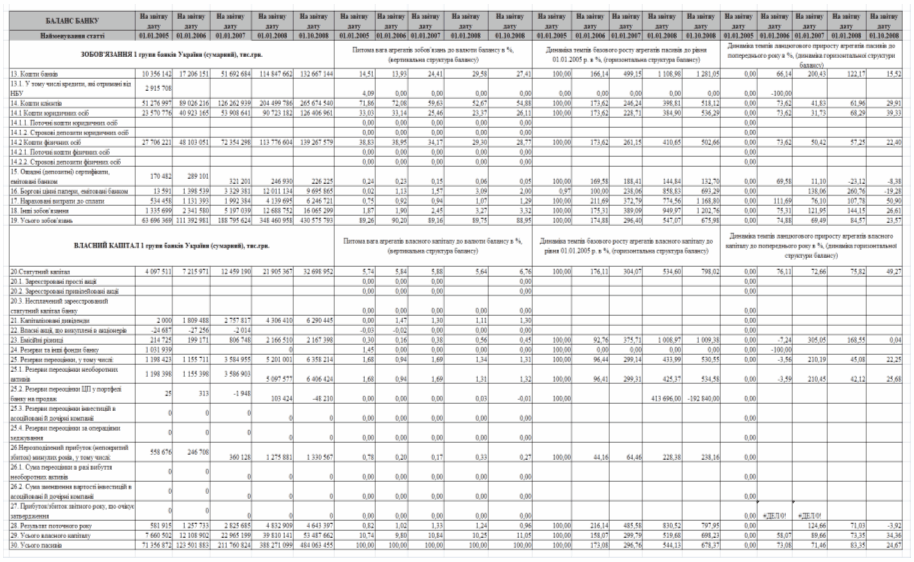 БАЛАНС БАНКУ На звітну дату На звітну дату На звітну дату На звітну дату На звітну дату На звітну дату На звітну дату На звітну дату На звітну дату На звітну дату На звітну дату На звітну дату На звітну дату На звітну дату На звітну дату На звітну дату На звітну дату На звітну дату На звітну дату На звітну дату
Найменування статті 01.01.2005 01.01.2006 01.01.2007 01.01.2008 01.10.2008 01.01.2005 01.01.2006 01.01.2007 01.01.2008 01.10.2008 01.01.2005 01.01.2006 01.01.2007 01.01.2008 01.10.2008 01.01.2005 01.01.2006 01.01.2007 01.01.2008 01.10.2008
ЗОБОВ'ЯЗАННЯ 1 групи банків України (сумарний), тис.грн. Питома вага агрегатів зобов'язань до валюти балансу в %, (вертикальна структура балансу) Динаміка темпів базового росту агрегатів пасивів до рівня 01.01.2005 р. в %, (горизонтальна структура балансу) Динаміка темпів ланцюгового приросту агрегатів пасивів до попереднього року в %, (динаміка горизонтальної структури балансу)
13. Кошти банків 10 356 142 17 206 151 51 692 684 114 847 662 132 667 144 14,51 13,93 24,41 29,58 27,41 100,00 166,14 499,15 1 108,98 1 281,05 0,00 66,14 200,43 122,17 15,52
13.1. У тому числі кредити, які отримані від НБУ 2 915 708 4,09 0,00 0,00 0,00 0,00 100,00 0,00 0,00 0,00 0,00 0,00 -100,00
14. Кошти клієнтів 51 276 997 89 026 216 126 262 939 204 499 786 265 674 540 71,86 72,08 59,63 52,67 54,88 100,00 173,62 246,24 398,81 518,12 0,00 73,62 41,83 61,96 29,91
14.1 Кошти юридичних осіб 23 570 776 40 923 165 53 908 641 90 723 182 126 406 961 33,03 33,14 25,46 23,37 26,11 100,00 173,62 228,71 384,90 536,29 0,00 73,62 31,73 68,29 39,33
14.1.1. Поточні кошти юридичних осіб 0,00 0,00 0,00 0,00
14.1.2. Строкові депозити юридичних осіб 0,00 0,00 0,00 0,00
14.2 Кошти фізичних осіб 27 706 221 48 103 051 72 354 298 113 776 604 139 267 579 38,83 38,95 34,17 29,30 28,77 100,00 173,62 261,15 410,65 502,66 0,00 73,62 50,42 57,25 22,40
14.2.1. Поточні кошти фізичних осіб 0,00 0,00 0,00 0,00
14.2.2. Строкові депозити фізичних осіб 0,00 0,00 0,00 0,00
15. Ощадні (депозитні) сертифікати, емітовані банком 170 482 289 101 321 201 246 930 226 225 0,24 0,23 0,15 0,06 0,05 100,00 169,58 188,41 144,84 132,70 0,00 69,58 11,10 -23,12 -8,38
16. Боргові цінні папери, емітовані банком 13 591 1 398 539 3 329 381 12 011 134 9 695 865 0,02 1,13 1,57 3,09 2,00 0,97 100,00 238,06 858,83 693,29 0,00 138,06 260,76 -19,28
17. Нараховані витрати до сплати 534 458 1 131 393 1 992 384 4 139 695 6 246 721 0,75 0,92 0,94 1,07 1,29 100,00 211,69 372,79 774,56 1 168,80 0,00 111,69 76,10 107,78 50,90
18. Інші зобов'язання 1 335 699 2 341 580 5 197 039 12 688 752 16 065 299 1,87 1,90 2,45 3,27 3,32 100,00 175,31 389,09 949,97 1 202,76 0,00 75,31 121,95 144,15 26,61
19. Усього зобов'язань 63 696 369 111 392 981 188 795 624 348 460 958 430 575 793 89,26 90,20 89,16 89,75 88,95 100,00 174,88 296,40 547,07 675,98 0,00 74,88 69,49 84,57 23,57
ВЛАСНИЙ КАПІТАЛ 1 групи банків України (сумарний), тис.грн. Питома вага агрегатів власного капіталу до валюти балансу в %, (вертикальна структура балансу) Динаміка темпів базового росту агрегатів власного капіталу до рівня 01.01.2005 р. в %, (горизонтальна структура балансу) Динаміка темпів ланцюгового приросту агрегатів власного капіталу до попереднього року в %, (динаміка горизонтальної структури балансу)
20.Статутний капітал 4 097 511 7 215 971 12 459 190 21 905 367 32 698 952 5,74 5,84 5,88 5,64 6,76 100,00 176,11 304,07 534,60 798,02 0,00 76,11 72,66 75,82 49,27
20.1. Зареєстровані прості акції 0,00 0,00 0,00 0,00
20.2. Зареєстровані привілейовані акції 0,00 0,00 0,00 0,00
20.3. Несплачений зареєстрований статутний капітал банку 0,00 0,00 0,00 0,00 0,00 0,00
21. Капіталізовані дивіденди 2 000 1 809 488 2 757 817 4 306 410 6 290 445 0,00 1,47 1,30 1,11 1,30 0,00
22. Власні акції, що викуплені в акціонерів -24 687 -27 256 -2 014 -0,03 -0,02 0,00 0,00 0,00 0,00
23. Емісійні різниці 214 725 199 171 806 748 2 166 510 2 167 398 0,30 0,16 0,38 0,56 0,45 100,00 92,76 375,71 1 008,97 1 009,38 0,00 -7,24 305,05 168,55 0,04
24. Резерви та інші фонди банку 1 031 939 0 1,45 0,00 0,00 0,00 0,00 100,00 0,00 0,00 0,00 0,00 0,00 -100,00
25 Резерви переоцінки, у тому числі: 1 198 423 1 155 711 3 584 955 5 201 001 6 358 214 1,68 0,94 1,69 1,34 1,31 100,00 96,44 299,14 433,99 530,55 0,00 -3,56 210,19 45,08 22,25
25.1. Резерви переоцінки необоротних активів 1 198 398 1 155 398 3 586 903 5 097 577 6 406 424 1,68 0,94 1,69 1,31 1,32 100,00 96,41 299,31 425,37 534,58 0,00 -3,59 210,45 42,12 25,68
25.2. Резерви переоцінки ЦП у портфелі банку на продаж 25 313 -1 948 103 424 -48 210 0,00 0,00 0,00 0,03 -0,01 100,00 413 696,00 -192 840,00 0,00
25.3. Резерви переоцінки інвестицій в асоційовані й дочірні компанії 0 0 0 0 0 0,00 0,00 0,00 0,00 0,00 0,00
25.4. Резерви переоцінки за операціями хеджування 0 0 0 0 0 0,00 0,00 0,00 0,00 0,00 0,00
26.Нерозподілений прибуток (непокритий збиток) минулих років, у тому числі: 558 676 246 708 360 128 1 275 881 1 330 567 0,78 0,20 0,17 0,33 0,27 100,00 44,16 64,46 228,38 238,16 0,00
26.1. Сума переоцінки в разі вибуття необоротних активів 0 0 0 0 0 0,00 0,00 0,00 0,00 0,00 0,00
26.2. Сума зменшення вартості інвестицій в асоційовані й дочірні компанії 0 0 0 0 0 0,00 0,00 0,00 0,00 0,00 0,00
27. Прибуток/збиток звітного року, що очікує затвердження 0 0 0 0 0 0,00 0,00 0,00 0,00 0,00 0,00 #ДЕЛ/0! #ДЕЛ/0!
28. Результат поточного року 581 915 1 257 733 2 825 685 4 832 909 4 643 397 0,82 1,02 1,33 1,24 0,96 100,00 216,14 485,58 830,52 797,95 0,00 124,66 71,03 -3,92
29. Усього власного капіталу 7 660 502 12 108 902 22 965 199 39 810 141 53 487 662 10,74 9,80 10,84 10,25 11,05 100,00 158,07 299,79 519,68 698,23 0,00 58,07 89,66 73,35 34,36
30. Усього пасивів 71 356 872 123 501 883 211 760 824 388 271 099 484 063 455 100,00 100,00 100,00 100,00 100,00 100,00 173,08 296,76 544,13 678,37 0,00 73,08 71,46 83,35 24,67